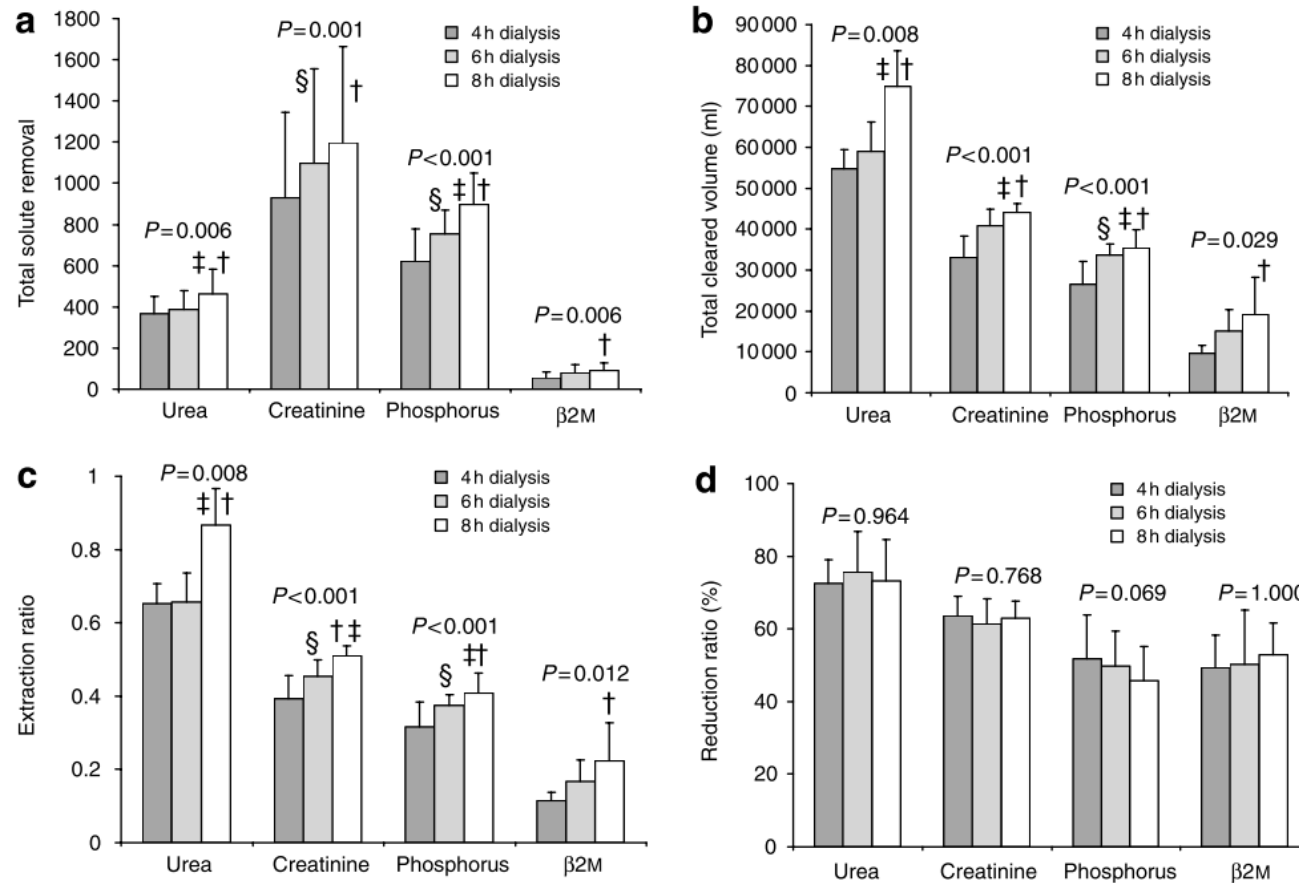 a
Total solute removal
1800
1600
1400
1200
1000
800
600
400
200
0
P=0.001
4 h dialysis
6 h dialysis
8 h dialysis
§
†
P<0.001
§
‡ †
P=0.006
‡ †
P=0.006
†
Urea
Creatinine
Phosphorus
β2M
b
Total cleared volume (ml)
90 000
80 000
70 000
60 000
50 000
40 000
30 000
20 000
10 000
0
P=0.008
‡ †
4 h dialysis
6 h dialysis
8 h dialysis
P<0.001
‡ †
P<0.001
§ ‡ †
P=0.029
†
Urea
Creatinine
Phosphorus
β2M
c
Extraction ratio
1
0.8
0.6
0.4
0.2
0
P=0.008
‡ †
4 h dialysis
6 h dialysis
8 h dialysis
P<0.001
§ † ‡
P<0.001
§ ‡†
P=0.012
†
Urea
Creatinine
Phosphorus
β2M
d
Reduction ratio (%)
100
80
60
40
20
0
4 h dialysis
6 h dialysis
8 h dialysis
P=0.964
P=0.768
P=0.069
P=1.000
Urea
Creatinine
Phosphorus
β2M